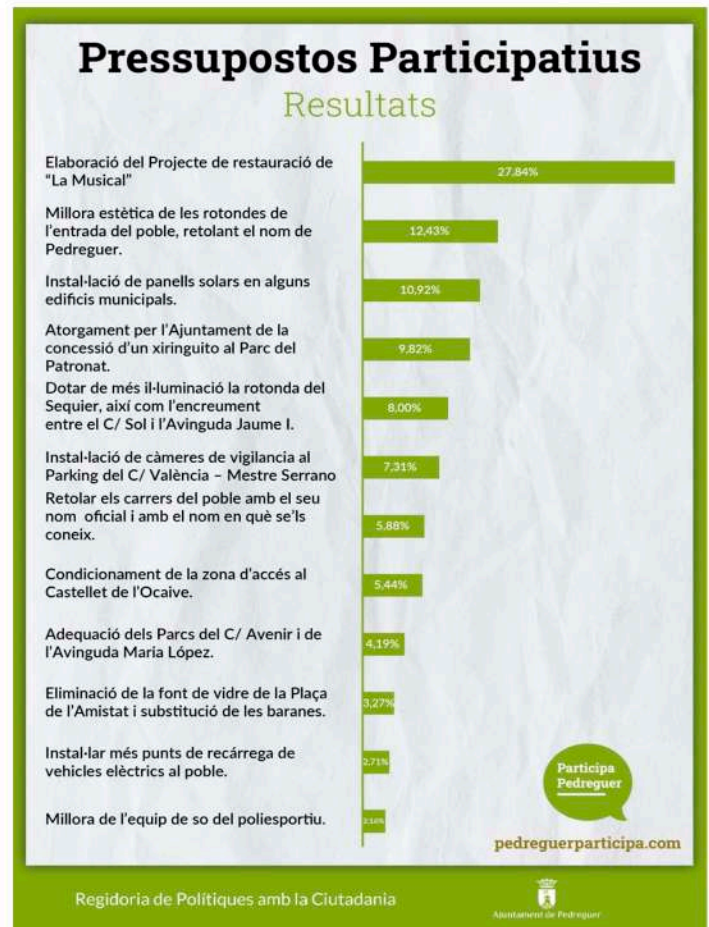 Pressupostos Participatius
Resultats
Elaboració del Projecte de restauració de
"La Musical"
27,84%
Millora estètica de les rotondes de
l'entrada del poble, retolant el nom de
Pedreguer.
12,43%
Instal·lació de panells solars en alguns
edificis municipals.
10,92%
Atorgament per l'Ajuntament de la
concessió d'un xiringuito al Parc del
Patronat.
9,82%
Dotar de més il·luminació la rotonda del
Sequier, així com l'encreument
entre el C/ Sol i l'Avinguda Jaume I.
8,00%
Instal·lació de càmeres de vigilancia al
Parking del C/ València – Mestre Serrano
7,31%
Retolar els carrers del poble amb el seu
nom oficial i amb el nom en què se'ls
coneix.
5,88%
Condicionament de la zona d'accés al
Castellet de l'Ocaive.
5,44%
Adequació dels Parcs del C/ Avenir i de
l'Avinguda Maria López.
4,19%
Eliminació de la font de vidre de la Plaça
de l'Amistat i substitució de les baranes.
3,27%
Instal·lar més punts de recárrega de
vehicles elèctrics al poble.
2,71%
Millora de l'equip de so del poliesportiu.
2,16%
Participa
Pedreguer
pedreguerparticipa.com
Regidoria de Polítiques amb la Ciutadania
Ajuntament de Pedreguer